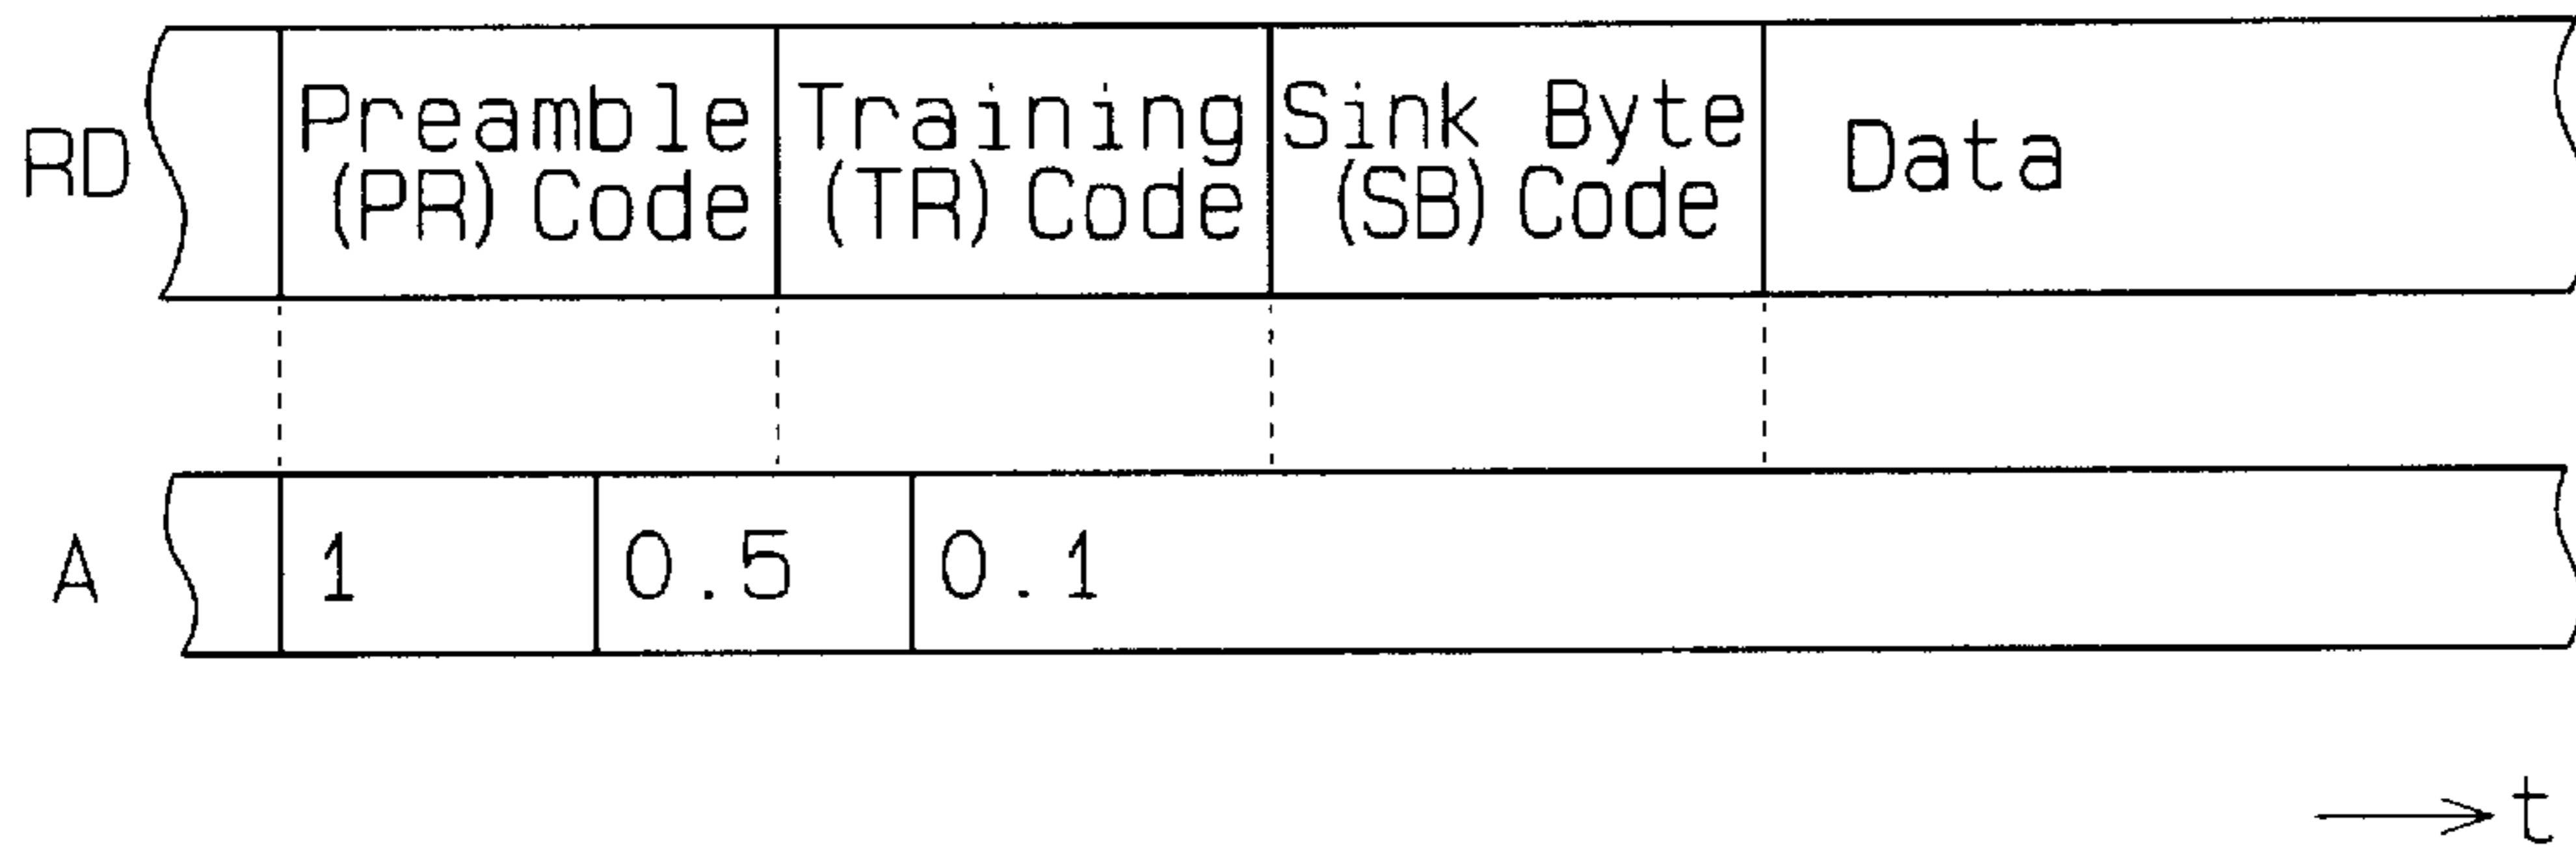 RD
Preamble
(PR) Code
Training
(TR) Code
Sink Byte
(SB) Code
Data
A
1
0.5
0.1
t